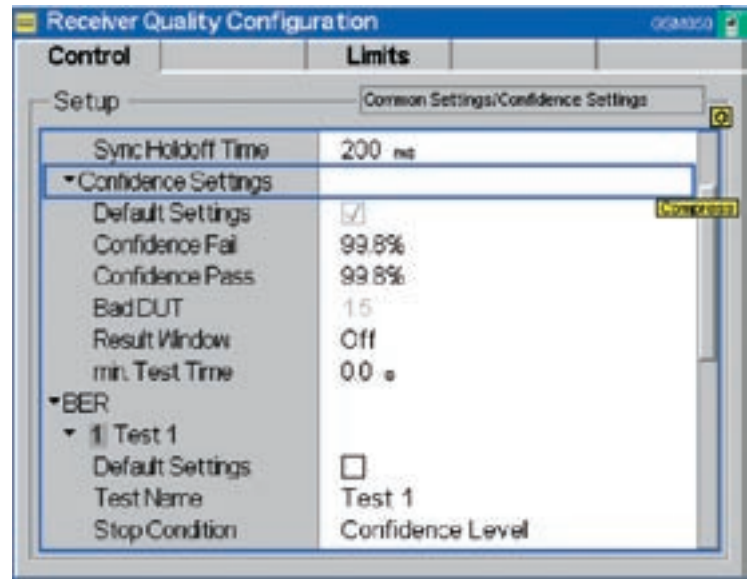 Receiver Quality Configuration GSM850
Control Limits
Setup Common Settings/Confidence Settings
Sync Holdoff Time 200 ms
Confidence Settings
Compress
Default Settings
Confidence Fail 99.8%
Confidence Pass 99.8%
Bad DUT 1.5
Result Window Off
min. Test Time 0.0 s
BER
1 Test 1
Default Settings
Test Name Test 1
Stop Condition Confidence Level